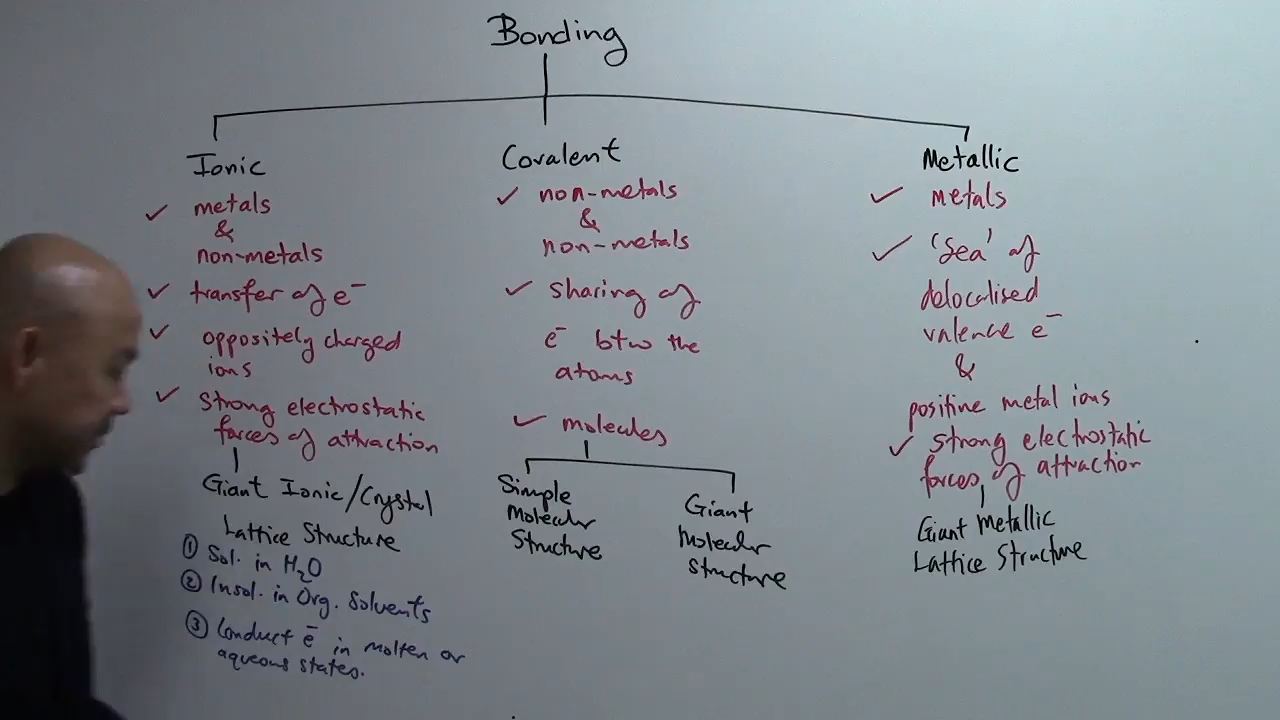 Bonding
Ionic
✓ metals
&
non-metals
✓ transfer of e⁻
✓ oppositely charged
ions
✓ strong electrostatic
forces of attraction
Giant Ionic/Crystal
Lattice Structure
① Sol. in H₂O
② Insol. in Org. Solvents
③ Conduct e⁻ in molten or
aqueous states.
Covalent
✓ non-metals
&
non-metals
✓ sharing of
e⁻ btw the
atoms
✓ molecules
Simple
Molecular
Structure
Giant
Molecular
Structure
Metallic
✓ metals
✓ 'Sea' of
delocalised
valence e⁻
&
positive metal ions
✓ strong electrostatic
forces of attraction
Giant Metallic
Lattice Structure